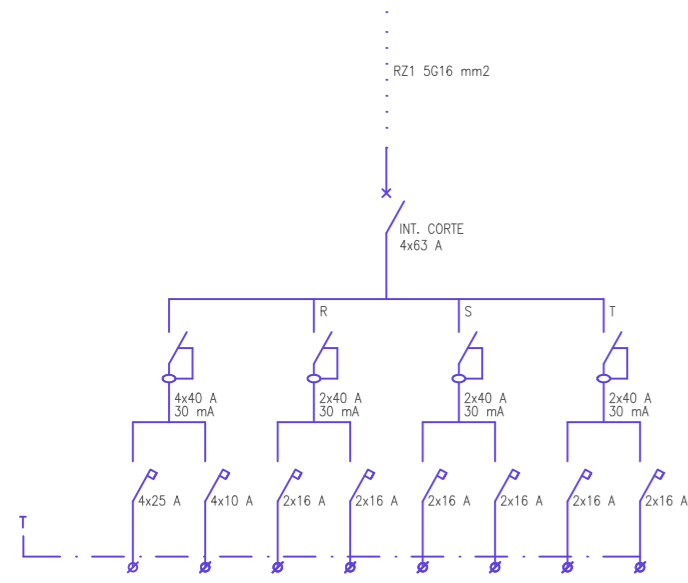 RZ1 5G16 mm2
INT. CORTE
4x63 A
R
S
T
4x40 A
30 mA
2x40 A
30 mA
2x40 A
30 mA
2x40 A
30 mA
4x25 A
4x10 A
2x16 A
2x16 A
2x16 A
2x16 A
2x16 A
2x16 A
T